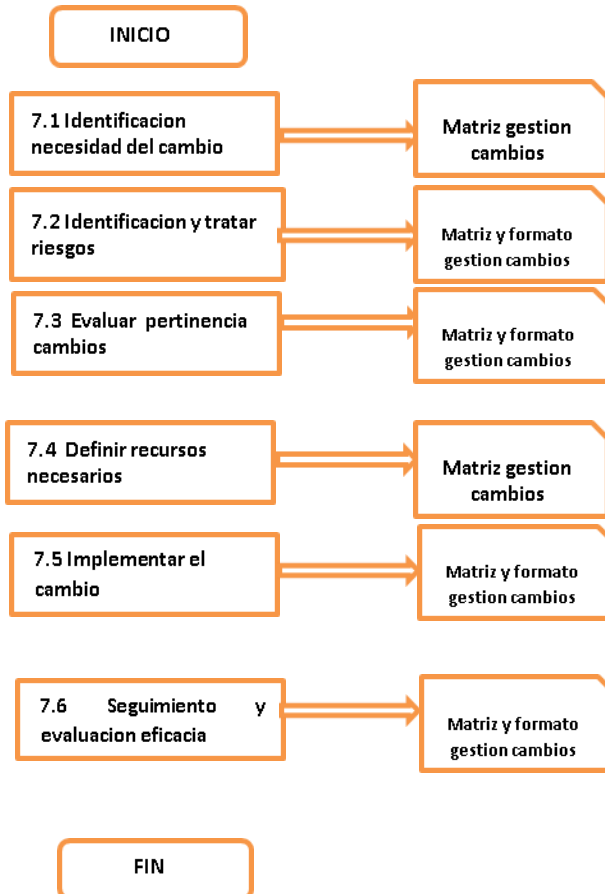 INICIO
7.1 Identificacion
necesidad del cambio
Matriz gestion
cambios
7.2 Identificacion y tratar
riesgos
Matriz y formato
gestion cambios
7.3 Evaluar pertinencia
cambios
Matriz y formato
gestion cambios
7.4 Definir recursos
necesarios
Matriz gestion
cambios
7.5 Implementar el
cambio
Matriz y formato
gestion cambios
7.6 Seguimiento y
evaluacion eficacia
Matriz y formato
gestion cambios
FIN